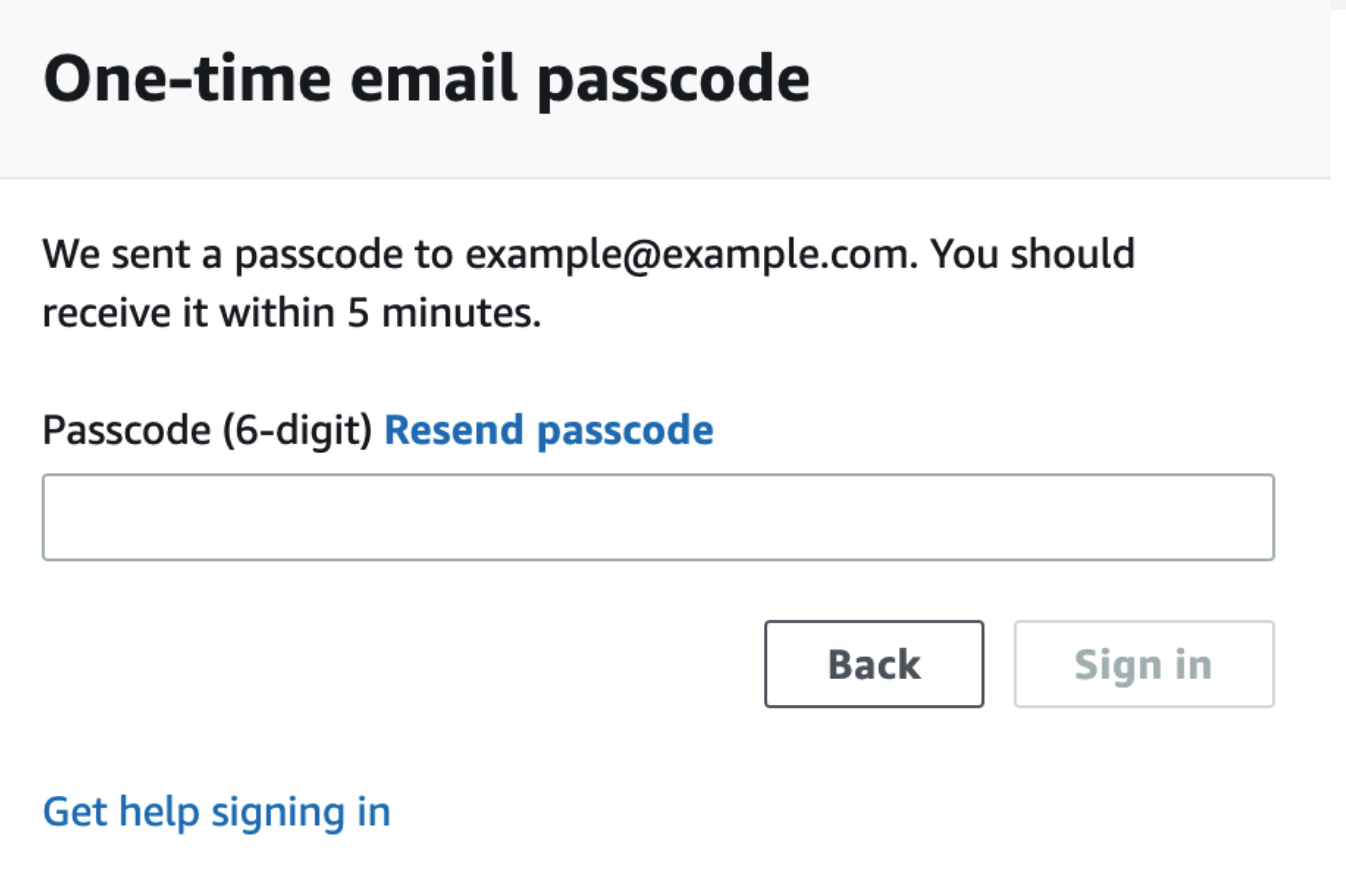 One-time email passcode
We sent a passcode to example@example.com. You should
receive it within 5 minutes.
Passcode (6-digit) Resend passcode
Back Sign in
Get help signing in